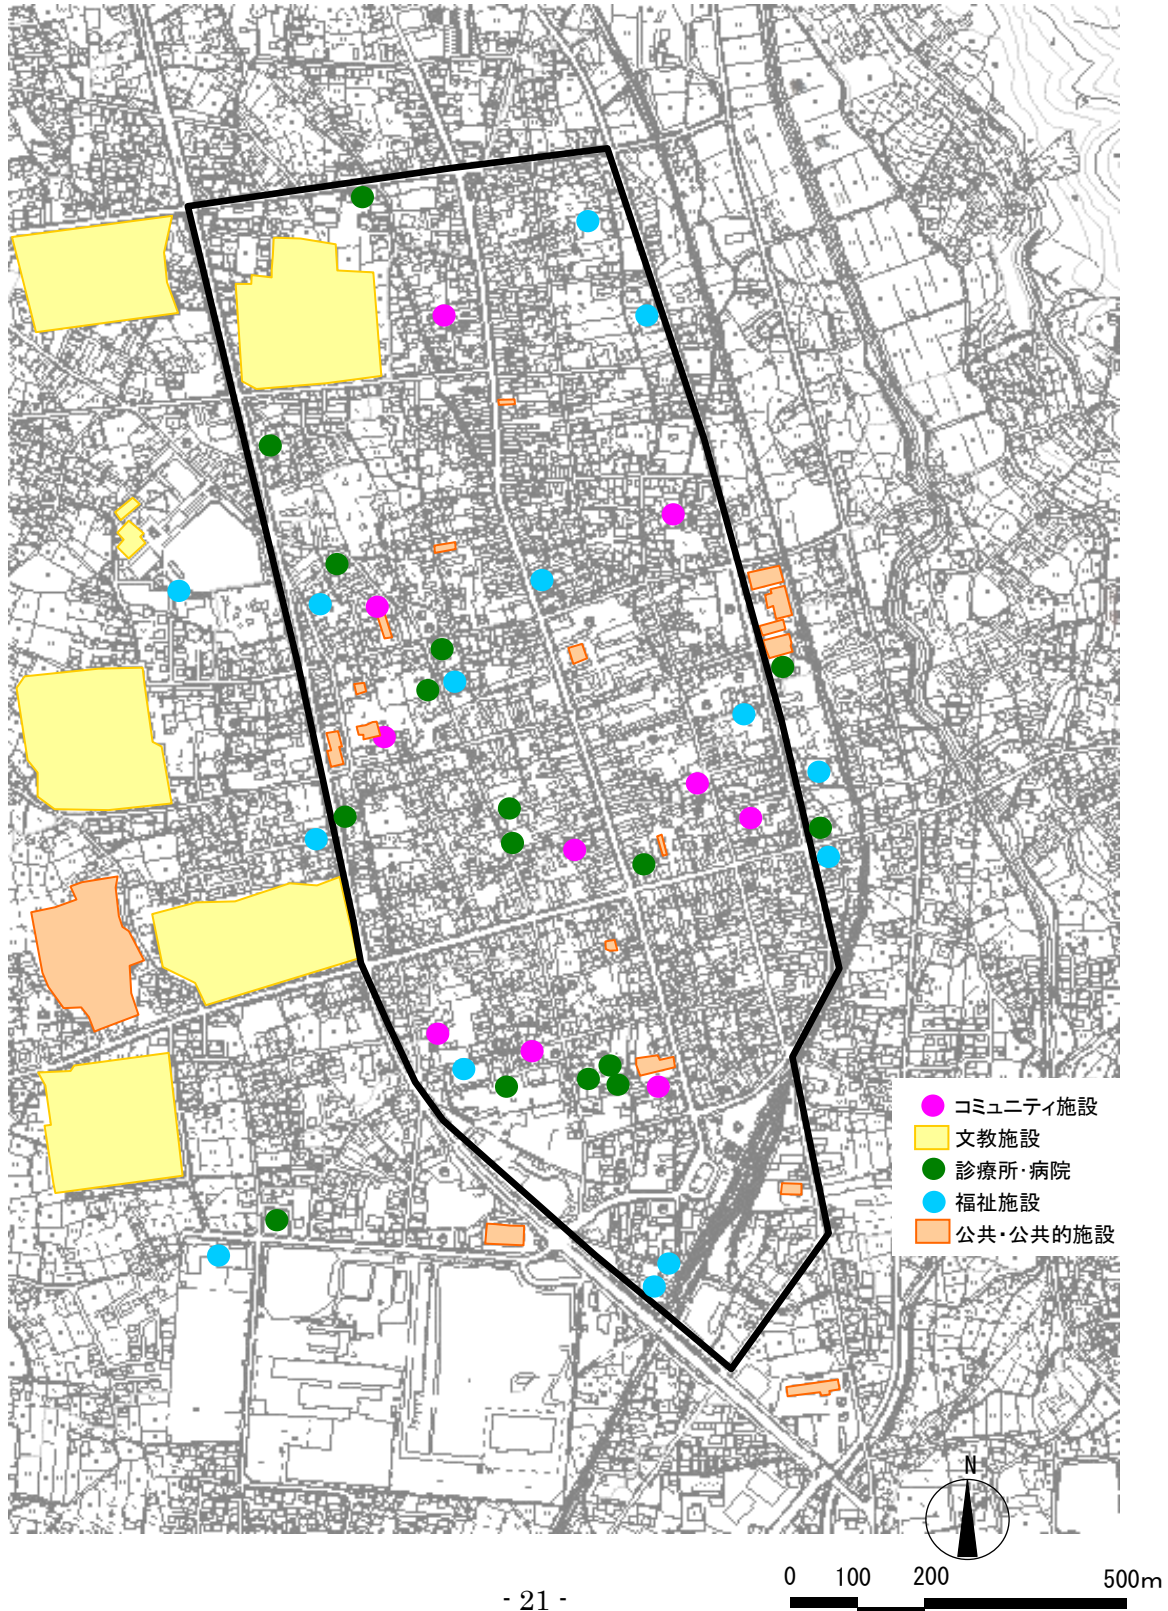 コミュニティ施設
文教施設
診療所・病院
福祉施設
公共・公共的施設
N
0 100 200 500m
- 21 -